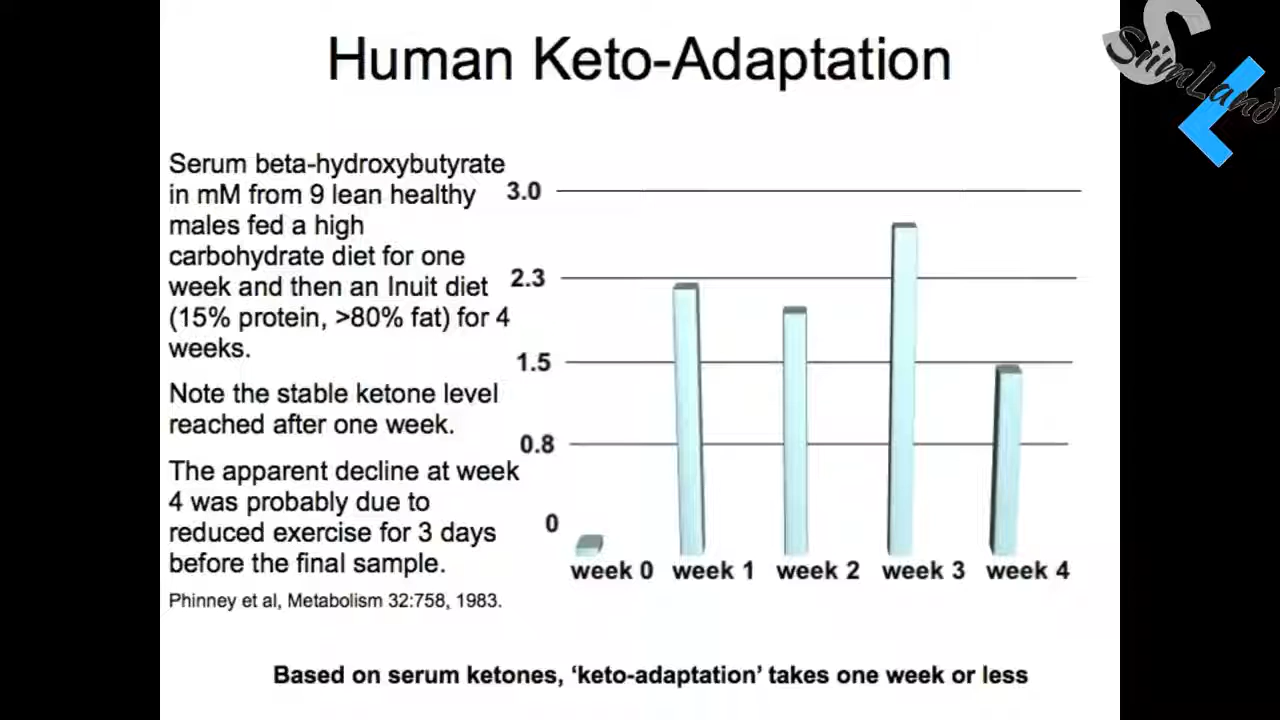 Human Keto-Adaptation
SiimLand
Serum beta-hydroxybutyrate
in mM from 9 lean healthy
males fed a high
carbohydrate diet for one
week and then an Inuit diet
(15% protein, >80% fat) for 4
weeks.
Note the stable ketone level
reached after one week.
The apparent decline at week
4 was probably due to
reduced exercise for 3 days
before the final sample.
Phinney et al, Metabolism 32:758, 1983.
3.0
2.3
1.5
0.8
0
week 0 week 1 week 2 week 3 week 4
Based on serum ketones, ‘keto-adaptation’ takes one week or less